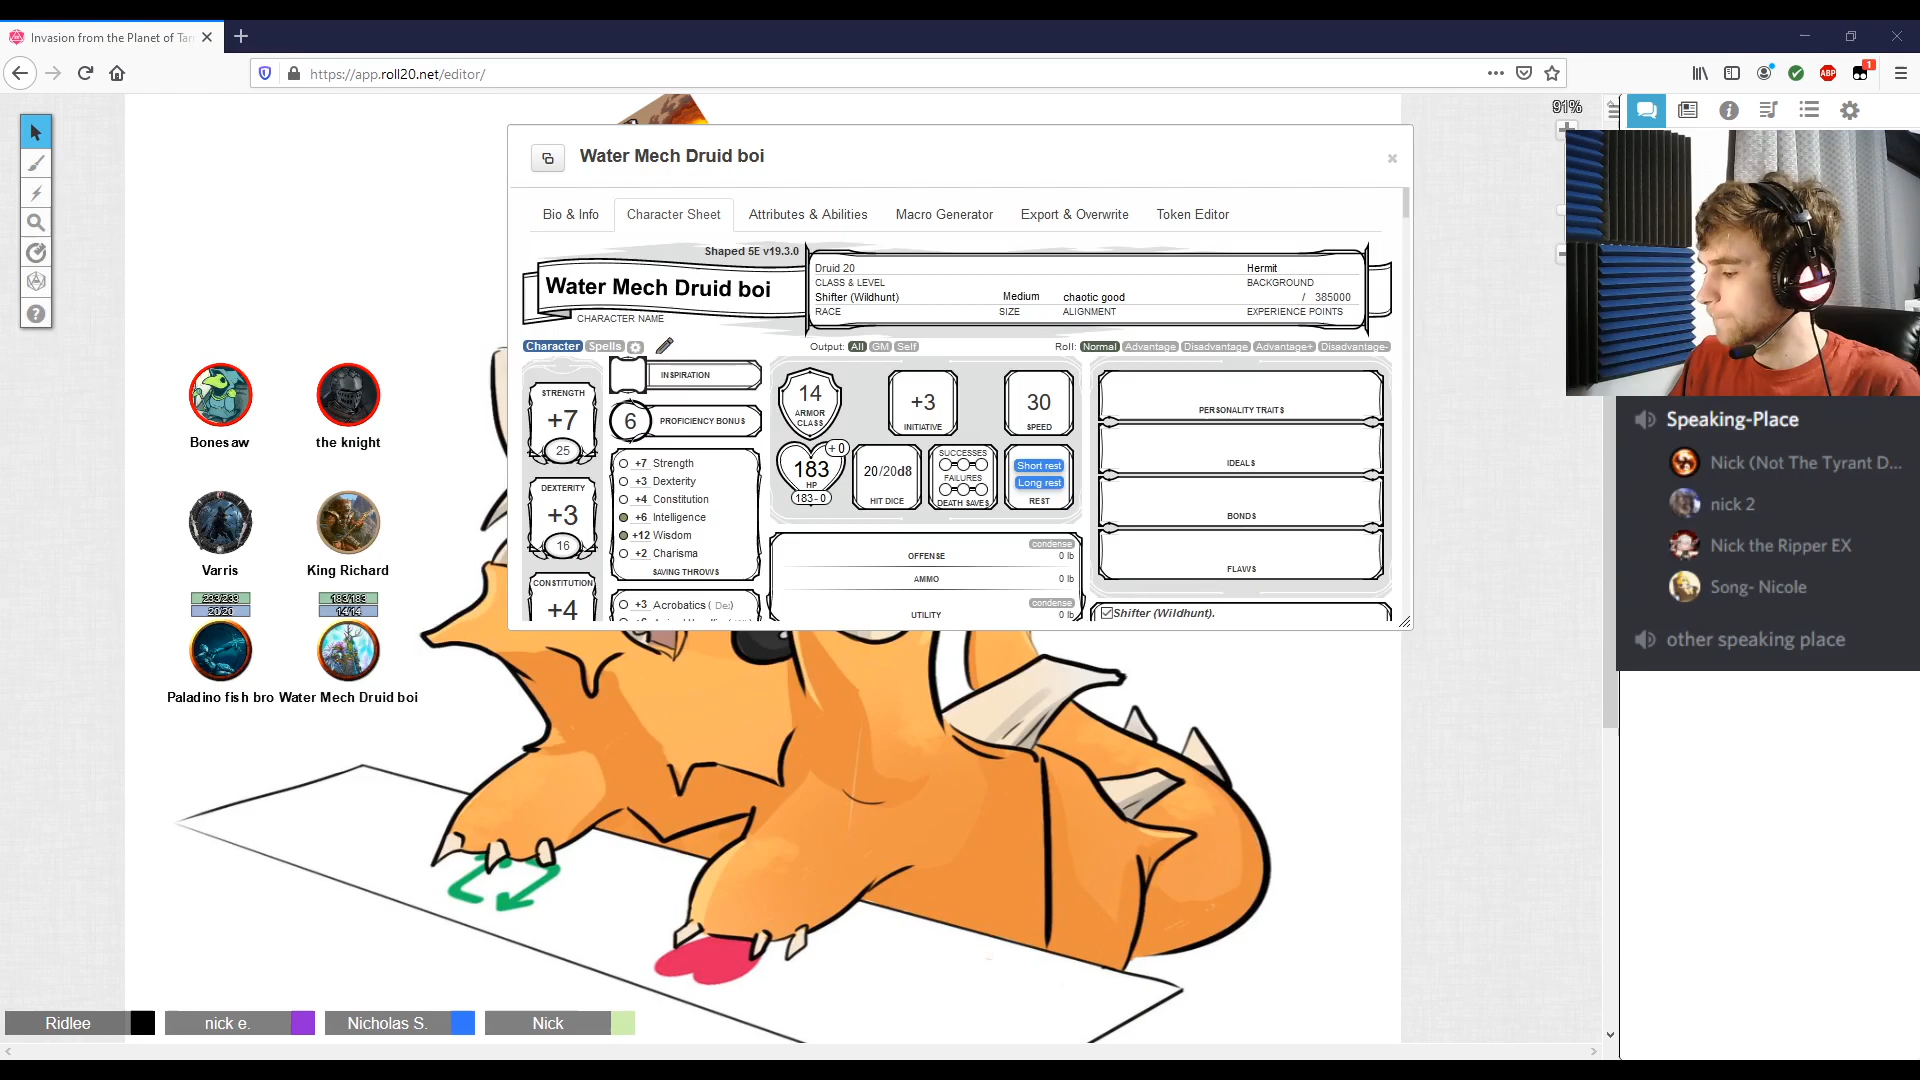 Invasion from the Planet of Tar
https://app.roll20.net/editor/
ABP
1
91%
Water Mech Druid boi
Bio & Info
Character Sheet
Attributes & Abilities
Macro Generator
Export & Overwrite
Token Editor
Shaped 5E v19.3.0
Water Mech Druid boi
CHARACTER NAME
Druid 20
Hermit
CLASS & LEVEL
BACKGROUND
Shifter (Wildhunt)
Medium
chaotic good
/ 385000
RACE
SIZE
ALIGNMENT
EXPERIENCE POINTS
Character
Spells
Output: All GM Self
Roll: Normal Advantage Disadvantage Advantage+ Disadvantage-
STRENGTH
+7
25
DEXTERITY
+3
16
CONSTITUTION
+4
INSPIRATION
6 PROFICIENCY BONUS
+7 Strength
+3 Dexterity
+4 Constitution
+6 Intelligence
+12 Wisdom
+2 Charisma
SAVING THROWS
+3 Acrobatics ( Dex)
14
ARMOR
CLASS
+3
INITIATIVE
30
SPEED
+0
183
HP
183-0
20/20d8
HIT DICE
SUCCESSES
FAILURES
DEATH SAVES
Short rest
Long rest
REST
condense
OFFENSE
0 lb
AMMO
0 lb
condense
UTILITY
0 lb
PERSONALITY TRAITS
IDEALS
BONDS
FLAWS
Shifter (Wildhunt).
Bonesaw
the knight
Varris
King Richard
233/233
20/20
183/183
14/14
Paladino fish bro
Water Mech Druid boi
Speaking-Place
Nick (Not The Tyrant D...
nick 2
Nick the Ripper EX
Song- Nicole
other speaking place
Ridlee
nick e.
Nicholas S.
Nick